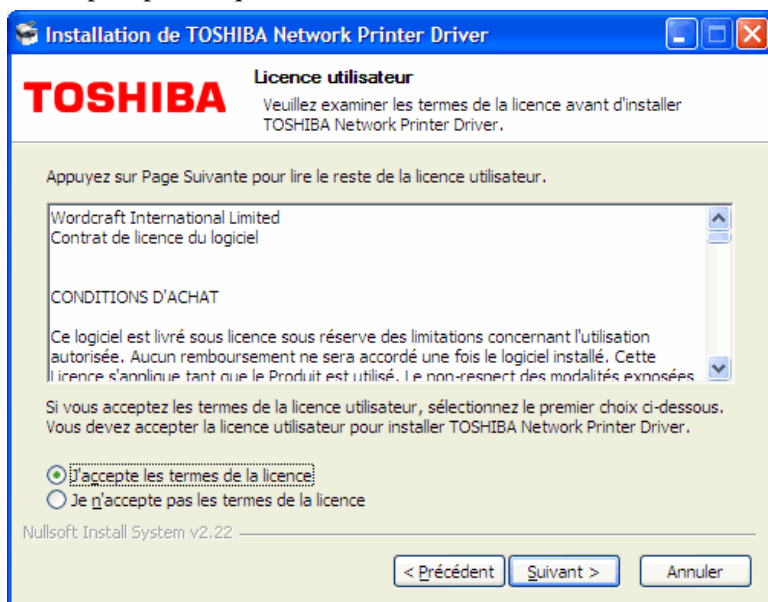 Installation de TOSHIBA Network Printer Driver
TOSHIBA
Licence utilisateur
Veuillez examiner les termes de la licence avant d'installer
TOSHIBA Network Printer Driver.
Appuyez sur Page Suivante pour lire le reste de la licence utilisateur.
Wordcraft International Limited
Contrat de licence du logiciel
CONDITIONS D'ACHAT
Ce logiciel est livré sous licence sous réserve des limitations concernant l'utilisation
autorisée. Aucun remboursement ne sera accordé une fois le logiciel installé. Cette
Licence s'applique tant que le Produit est utilisé. Le non-respect des modalités exposées
Si vous acceptez les termes de la licence utilisateur, sélectionnez le premier choix ci-dessous.
Vous devez accepter la licence utilisateur pour installer TOSHIBA Network Printer Driver.
J'accepte les termes de la licence
Je n'accepte pas les termes de la licence
Nullsoft Install System v2.22
< Précédent Suivant > Annuler